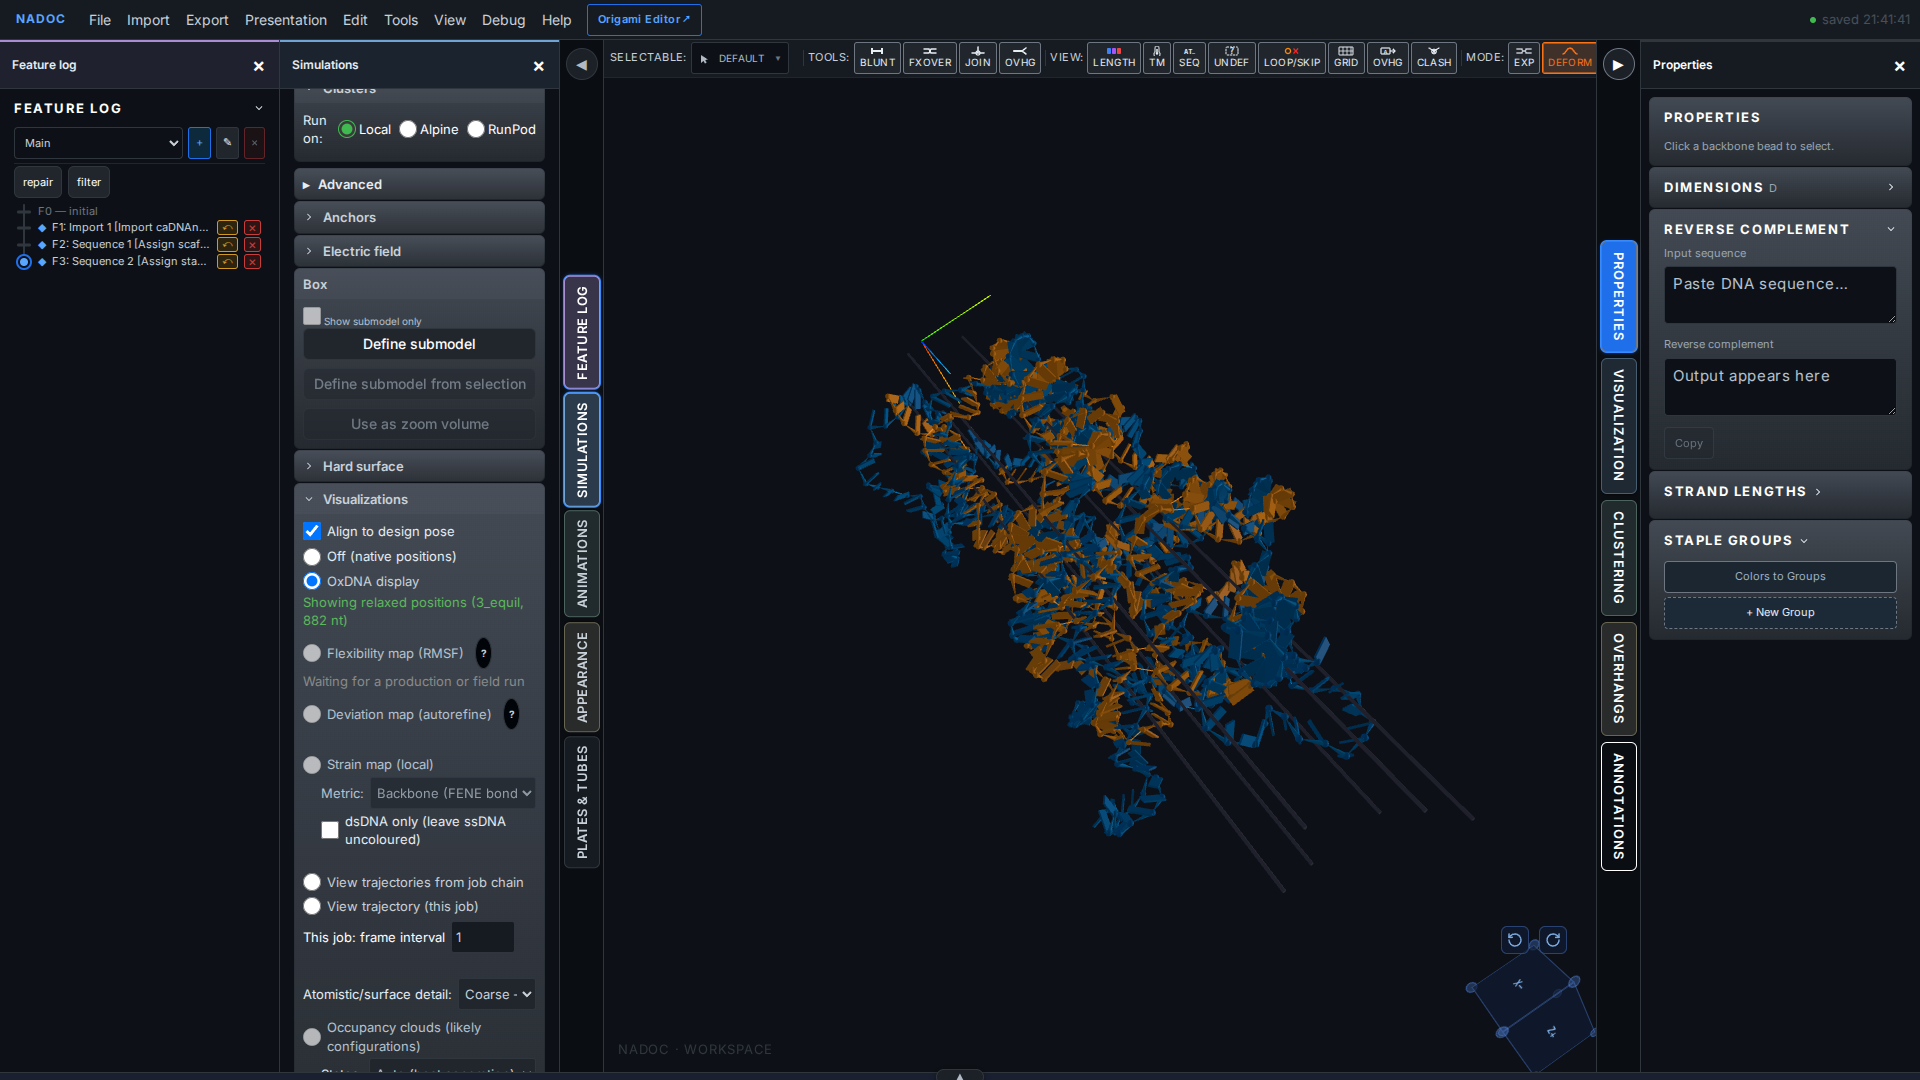 NADOC File Import Export Presentation Edit Tools View Debug Help Origami Editor↗ saved 21:41:41
Feature log ×
FEATURE LOG
Main + ✎ ×
repair filter
F0 — initial
F1: Import 1 [Import caDNAn...
F2: Sequence 1 [Assign scaf...
F3: Sequence 2 [Assign sta...
Simulations ×
Clusters
Run on: Local Alpine RunPod
Advanced
Anchors
Electric field
Box
Show submodel only
Define submodel
Define submodel from selection
Use as zoom volume
Hard surface
Visualizations
Align to design pose
Off (native positions)
OxDNA display
Showing relaxed positions (3_equil,
882 nt)
Flexibility map (RMSF) ?
Waiting for a production or field run
Deviation map (autorefine) ?
Strain map (local)
Metric: Backbone (FENE bond
dsDNA only (leave ssDNA
uncoloured)
View trajectories from job chain
View trajectory (this job)
This job: frame interval 1
Atomistic/surface detail: Coarse -
Occupancy clouds (likely
configurations)
FEATURE LOG
SIMULATIONS
ANIMATIONS
APPEARANCE
PLATES & TUBES
SELECTABLE: DEFAULT TOOLS: BLUNT FXOVER JOIN OVHG VIEW: LENGTH TM SEQ UNDEF LOOP/SKIP GRID OVHG CLASH MODE: EXP DEFORM
NADOC · WORKSPACE
PROPERTIES
VISUALIZATION
CLUSTERING
OVERHANGS
ANNOTATIONS
Properties ×
PROPERTIES
Click a backbone bead to select.
DIMENSIONS D
REVERSE COMPLEMENT
Input sequence
Paste DNA sequence...
Reverse complement
Output appears here
Copy
STRAND LENGTHS
STAPLE GROUPS
Colors to Groups
+ New Group